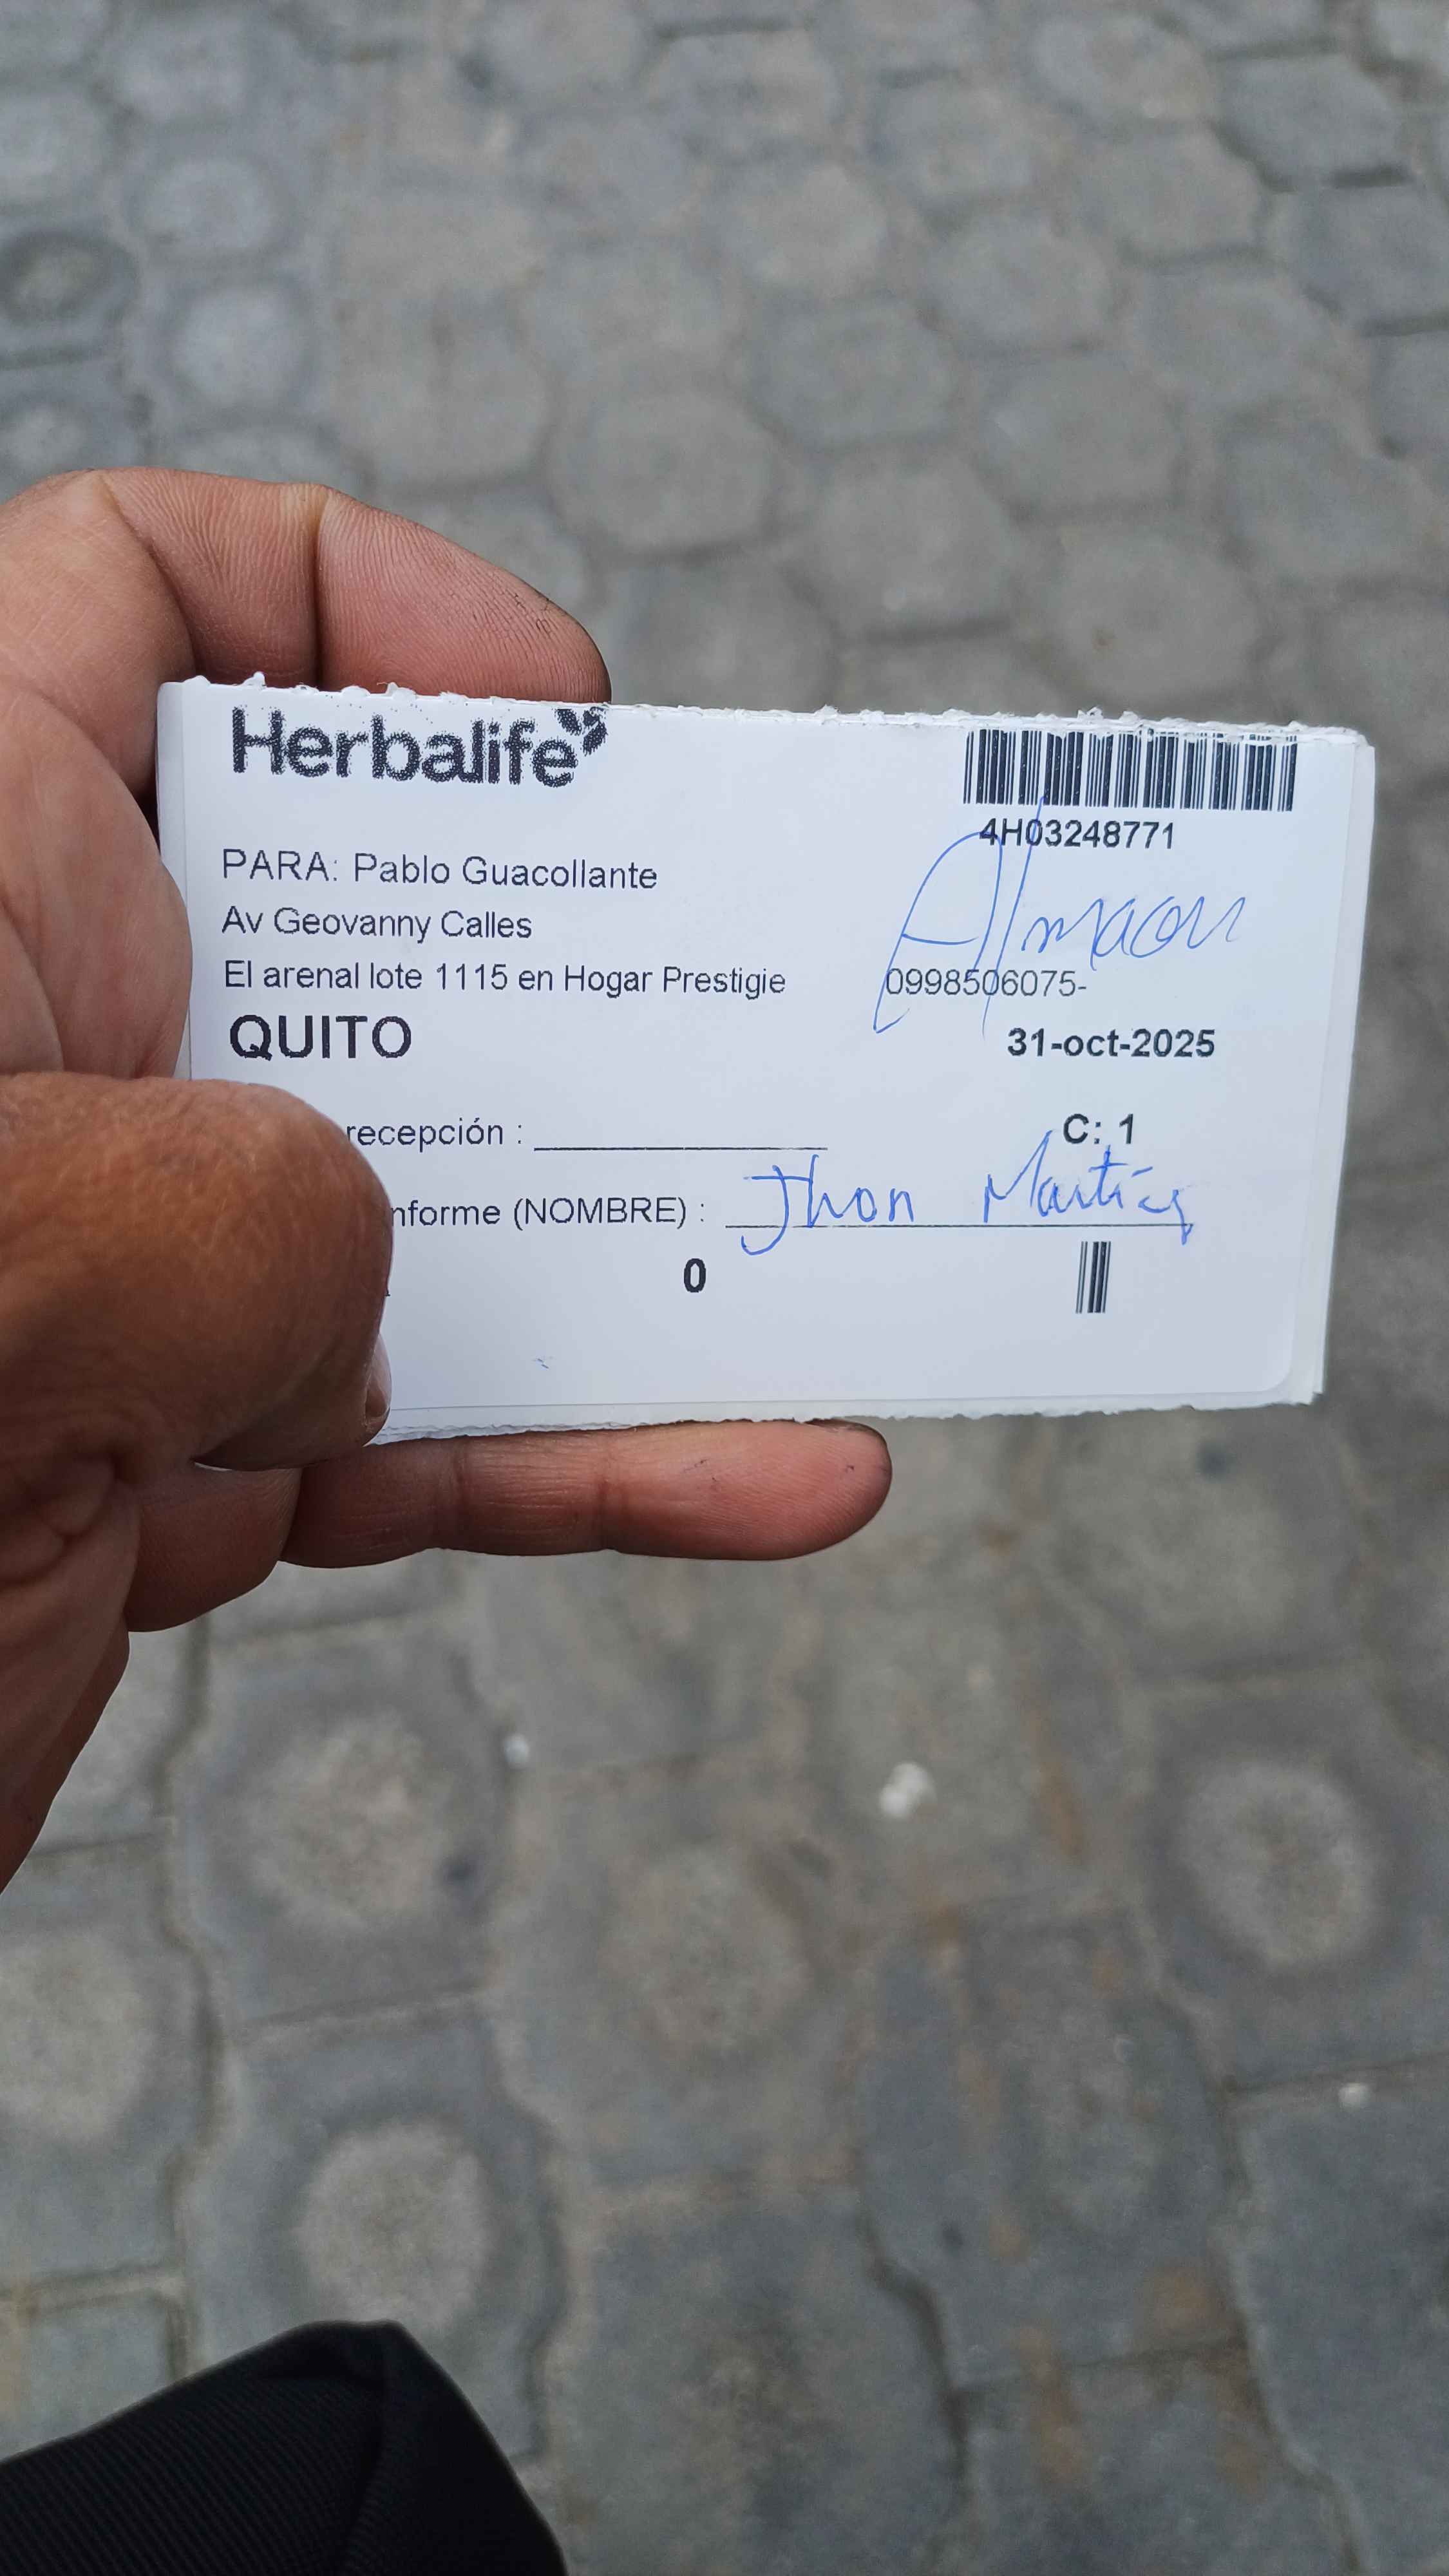 Herbalife
4H03248771
PARA: Pablo Guacollante
Av Geovanny Calles
El arenal lote 1115 en Hogar Prestigie
0998506075-
QUITO
31-oct-2025
recepción :
C: 1
nforme (NOMBRE) : Jhon
0